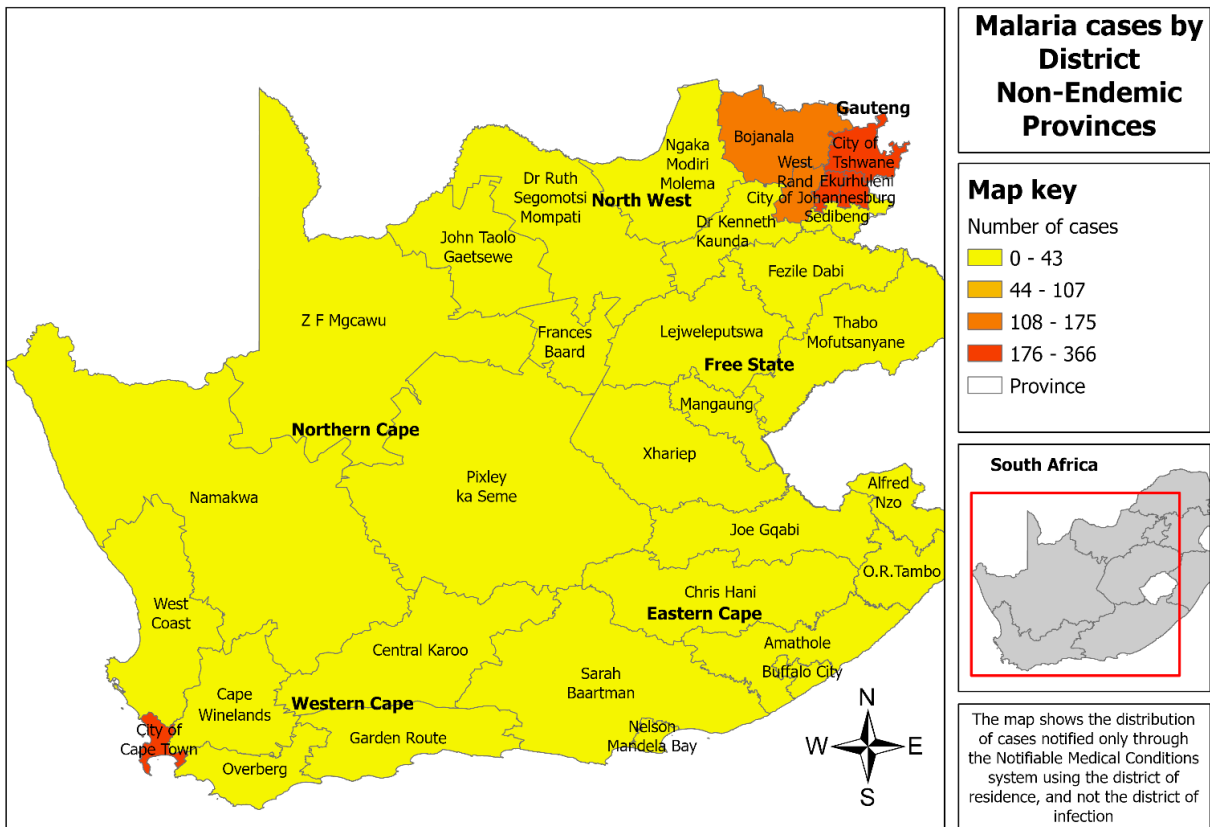 Malaria cases by
District
Non-Endemic
Provinces
Map key
Number of cases
0 - 43
44 - 107
108 - 175
176 - 366
Province
South Africa
The map shows the distribution
of cases notified only through
the Notifiable Medical Conditions
system using the district of
residence, and not the district of
infection
Gauteng
Bojanala
City of
Tshwane
Ngaka
Modiri
Molema
West
Rand
Ekurhuleni
Dr Ruth
Segomotsi
Mompati
North West
City of Johannesburg
Sedibeng
Dr Kenneth
Kaunda
John Taolo
Gaetsewe
Fezile Dabi
Z F Mgcawu
Frances
Baard
Lejweleputswa
Thabo
Mofutsanyane
Free State
Mangaung
Northern Cape
Xhariep
Namakwa
Pixley
ka Seme
Alfred
Nzo
Joe Gqabi
O.R.Tambo
Chris Hani
Eastern Cape
West
Coast
Central Karoo
Amathole
Buffalo City
Sarah
Baartman
Cape
Winelands
Western Cape
City of
Cape Town
Garden Route
Nelson
Mandela Bay
Overberg
N
W
E
S